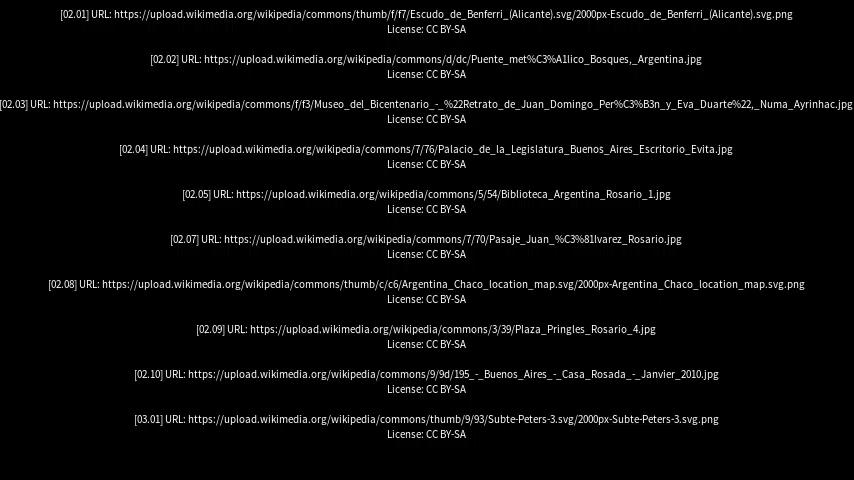 [02.01] URL: https://upload.wikimedia.org/wikipedia/commons/thumb/f/f7/Escudo_de_Benferri_(Alicante).svg/2000px-Escudo_de_Benferri_(Alicante).svg.png
License: CC BY-SA
[02.02] URL: https://upload.wikimedia.org/wikipedia/commons/d/dc/Puente_met%C3%A1lico_Bosques,_Argentina.jpg
License: CC BY-SA
[02.03] URL: https://upload.wikimedia.org/wikipedia/commons/f/f3/Museo_del_Bicentenario_-_%22Retrato_de_Juan_Domingo_Per%C3%B3n_y_Eva_Duarte%22,_Numa_Ayrinhac.jpg
License: CC BY-SA
[02.04] URL: https://upload.wikimedia.org/wikipedia/commons/7/76/Palacio_de_la_Legislatura_Buenos_Aires_Escritorio_Evita.jpg
License: CC BY-SA
[02.05] URL: https://upload.wikimedia.org/wikipedia/commons/5/54/Biblioteca_Argentina_Rosario_1.jpg
License: CC BY-SA
[02.07] URL: https://upload.wikimedia.org/wikipedia/commons/7/70/Pasaje_Juan_%C3%81lvarez_Rosario.jpg
License: CC BY-SA
[02.08] URL: https://upload.wikimedia.org/wikipedia/commons/thumb/c/c6/Argentina_Chaco_location_map.svg/2000px-Argentina_Chaco_location_map.svg.png
License: CC BY-SA
[02.09] URL: https://upload.wikimedia.org/wikipedia/commons/3/39/Plaza_Pringles_Rosario_4.jpg
License: CC BY-SA
[02.10] URL: https://upload.wikimedia.org/wikipedia/commons/9/9d/195_-_Buenos_Aires_-_Casa_Rosada_-_Janvier_2010.jpg
License: CC BY-SA
[03.01] URL: https://upload.wikimedia.org/wikipedia/commons/thumb/9/93/Subte-Peters-3.svg/2000px-Subte-Peters-3.svg.png
License: CC BY-SA